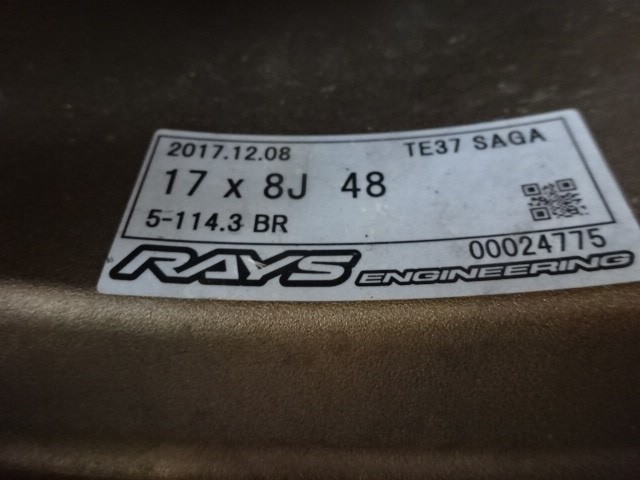 2017.12.08 TE37 SAGA
17 x 8J 48
5-114.3 BR
00024775
RAYS ENGINEERING